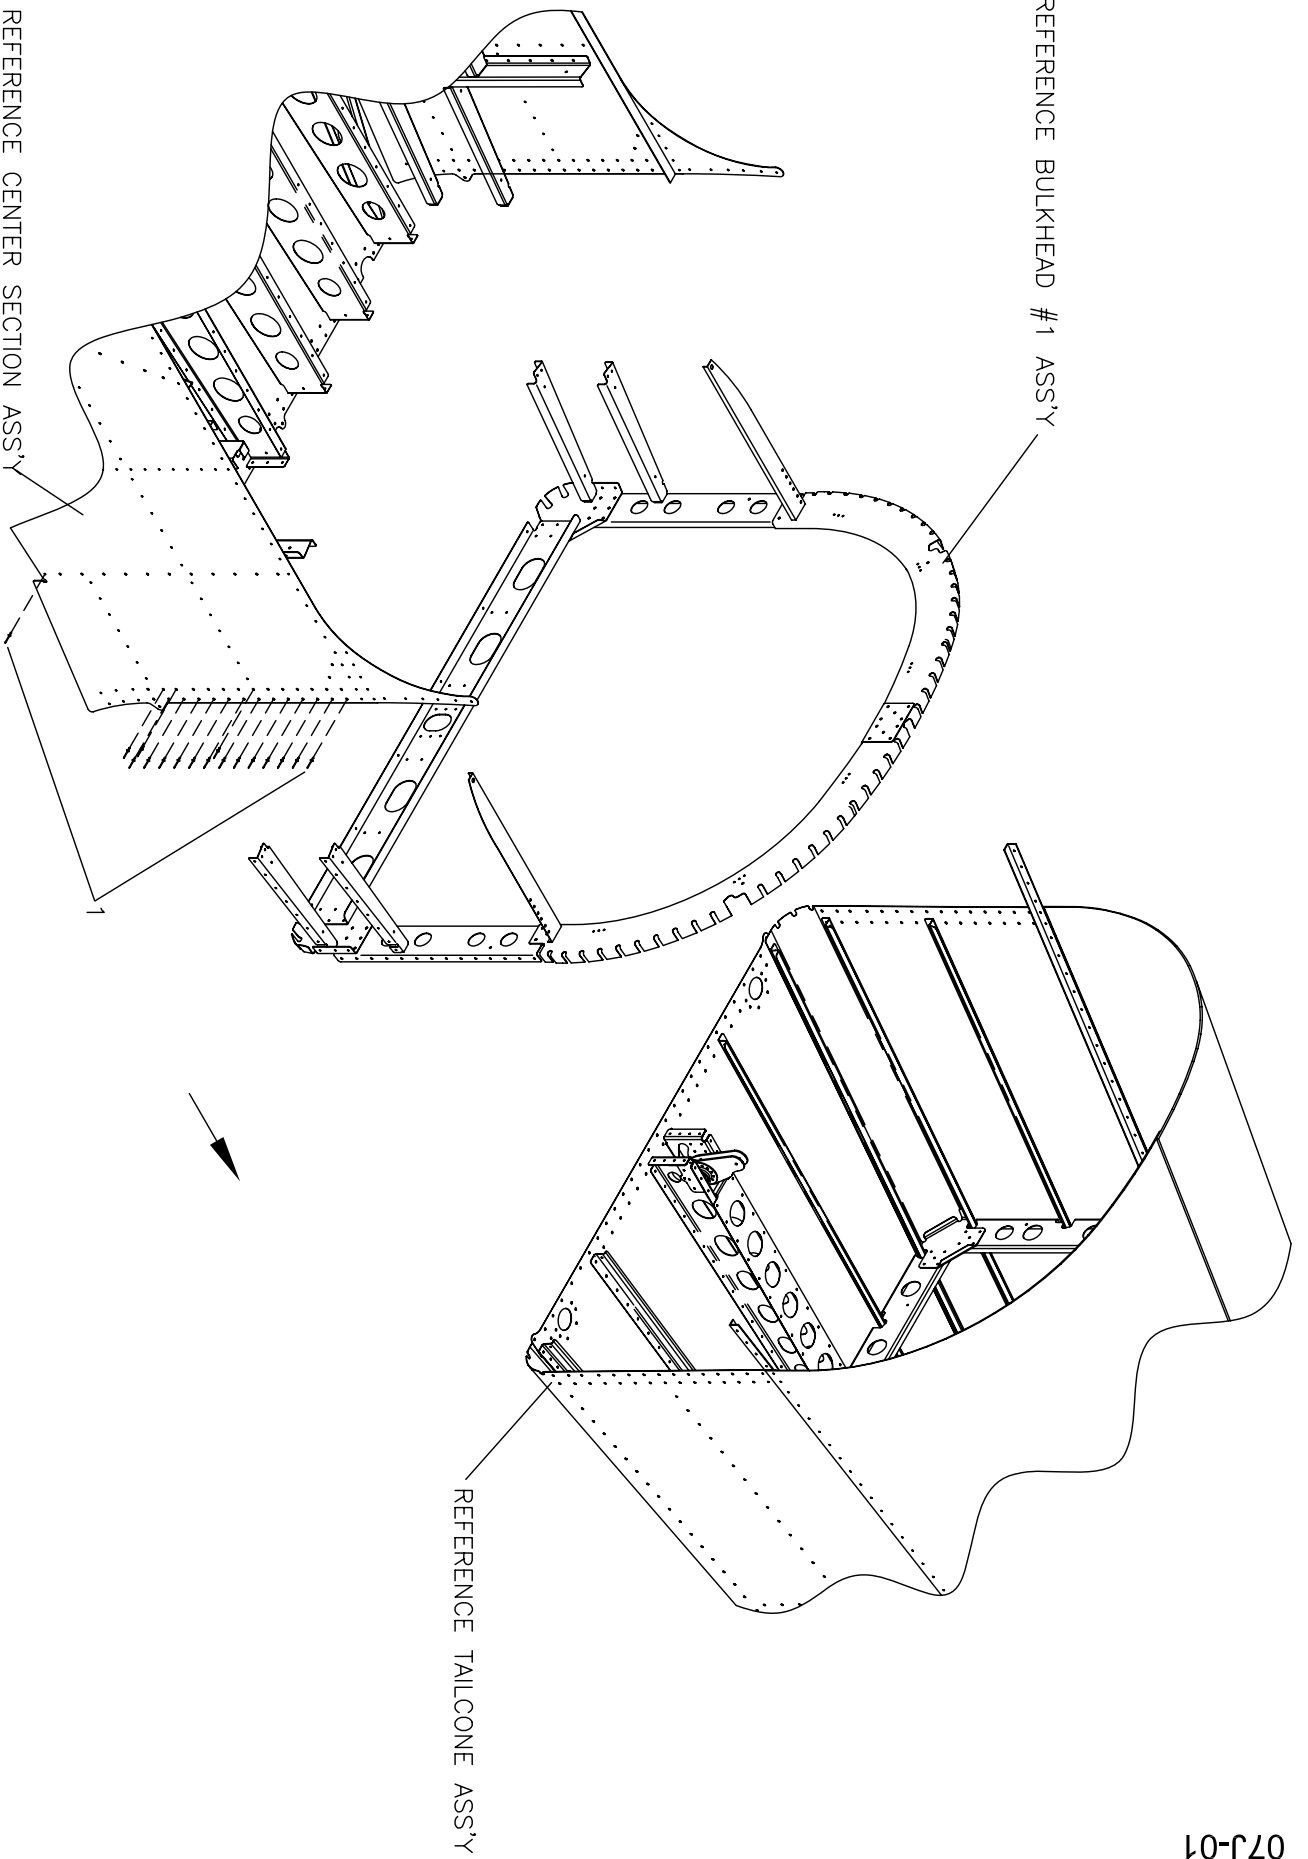 REFERENCE BULKHEAD #1 ASS'Y
REFERENCE CENTER SECTION ASS'Y
1
REFERENCE TAILCONE ASS'Y
07J-01